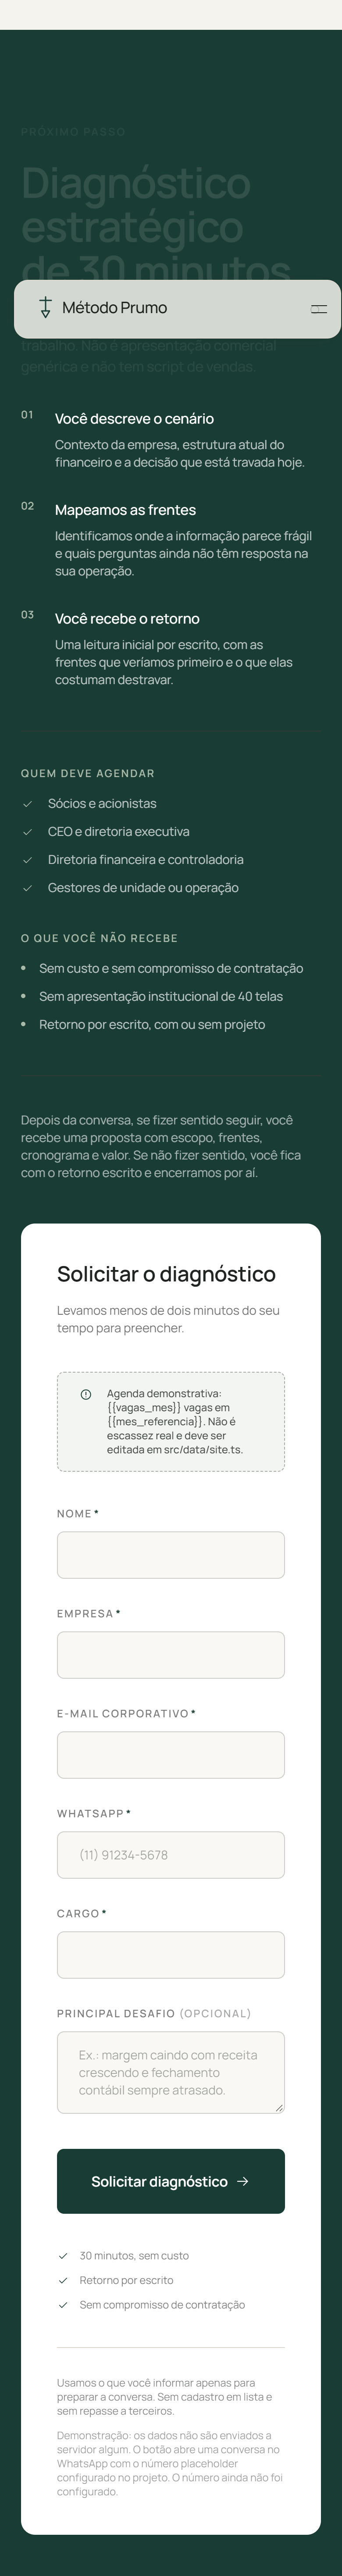 PRÓXIMO PASSO
Diagnóstico
estratégico
de 30 minutos
Método Prumo
trabalho. Não é apresentação comercial
genérica e não tem script de vendas.
01
Você descreve o cenário
Contexto da empresa, estrutura atual do
financeiro e a decisão que está travada hoje.
02
Mapeamos as frentes
Identificamos onde a informação parece frágil
e quais perguntas ainda não têm resposta na
sua operação.
03
Você recebe o retorno
Uma leitura inicial por escrito, com as
frentes que veríamos primeiro e o que elas
costumam destravar.
QUEM DEVE AGENDAR
Sócios e acionistas
CEO e diretoria executiva
Diretoria financeira e controladoria
Gestores de unidade ou operação
O QUE VOCÊ NÃO RECEBE
Sem custo e sem compromisso de contratação
Sem apresentação institucional de 40 telas
Retorno por escrito, com ou sem projeto
Depois da conversa, se fizer sentido seguir, você
recebe uma proposta com escopo, frentes,
cronograma e valor. Se não fizer sentido, você fica
com o retorno escrito e encerramos por aí.
Solicitar o diagnóstico
Levamos menos de dois minutos do seu
tempo para preencher.
Agenda demonstrativa:
{{vagas_mes}} vagas em
{{mes_referencia}}. Não é
escassez real e deve ser
editada em src/data/site.ts.
NOME *
EMPRESA *
E-MAIL CORPORATIVO *
WHATSAPP *
(11) 91234-5678
CARGO *
PRINCIPAL DESAFIO (OPCIONAL)
Ex.: margem caindo com receita
crescendo e fechamento
contábil sempre atrasado.
Solicitar diagnóstico →
30 minutos, sem custo
Retorno por escrito
Sem compromisso de contratação
Usamos o que você informar apenas para
preparar a conversa. Sem cadastro em lista e
sem repasse a terceiros.
Demonstração: os dados não são enviados a
servidor algum. O botão abre uma conversa no
WhatsApp com o número placeholder
configurado no projeto. O número ainda não foi
configurado.